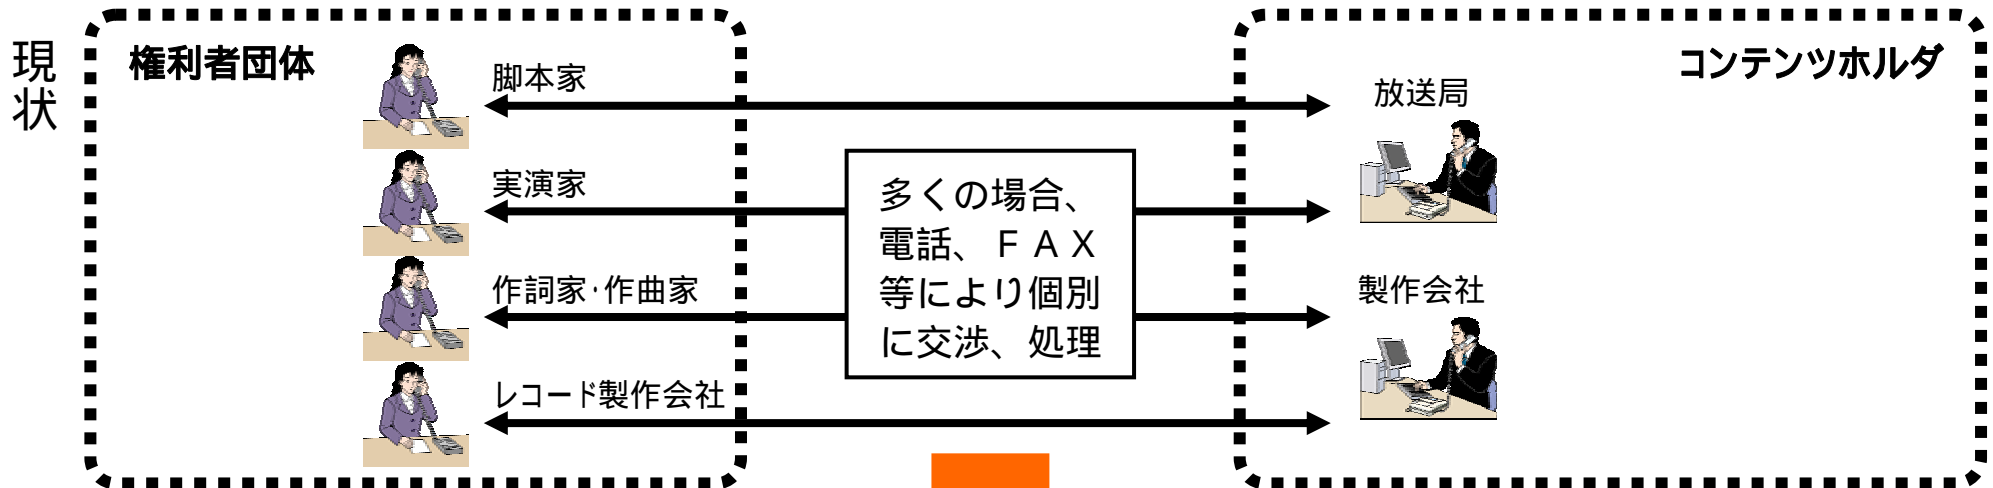 現状
権利者団体
コンテンツホルダ
脚本家
放送局
実演家
多くの場合、
電話、ＦＡＸ
等により個別
に交渉、処理
作詞家・作曲家
製作会社
レコード製作会社